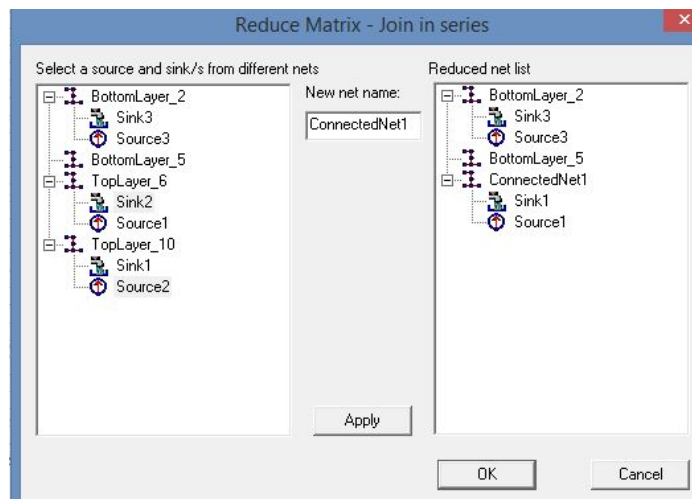 Reduce Matrix - Join in series
Select a source and sink/s from different nets
BottomLayer_2
Sink3
Source3
BottomLayer_5
TopLayer_6
Sink2
Source1
TopLayer_10
Sink1
Source2
New net name:
ConnectedNet1
Apply
Reduced net list
BottomLayer_2
Sink3
Source3
BottomLayer_5
ConnectedNet1
Sink1
Source1
OK
Cancel